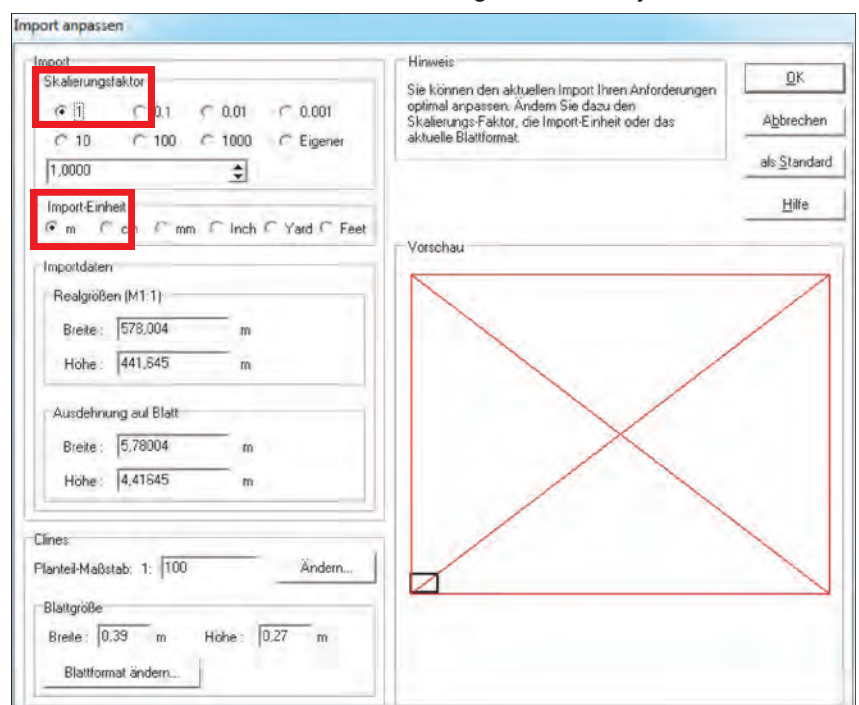 Import anpassen
Import
Skalierungsfaktor
1 0.1 0.01 0.001
10 100 1000 Eigener
1,0000
Import-Einheit
m cm mm Inch Yard Feet
Importdaten
Realgrößen (M1:1)
Breite : 578,004 m
Höhe : 441,645 m
Ausdehnung auf Blatt
Breite : 5,78004 m
Höhe : 4,41645 m
Clines
Planteil-Maßstab: 1: 100 Ändern...
Blattgröße
Breite : 0,39 m Höhe : 0,27 m
Blattformat ändern...
Hinweis
Sie können den aktuellen Import Ihren Anforderungen
optimal anpassen. Ändern Sie dazu den
Skalierungs-Faktor, die Import-Einheit oder das
aktuelle Blattformat.
OK
Abbrechen
als Standard
Hilfe
Vorschau